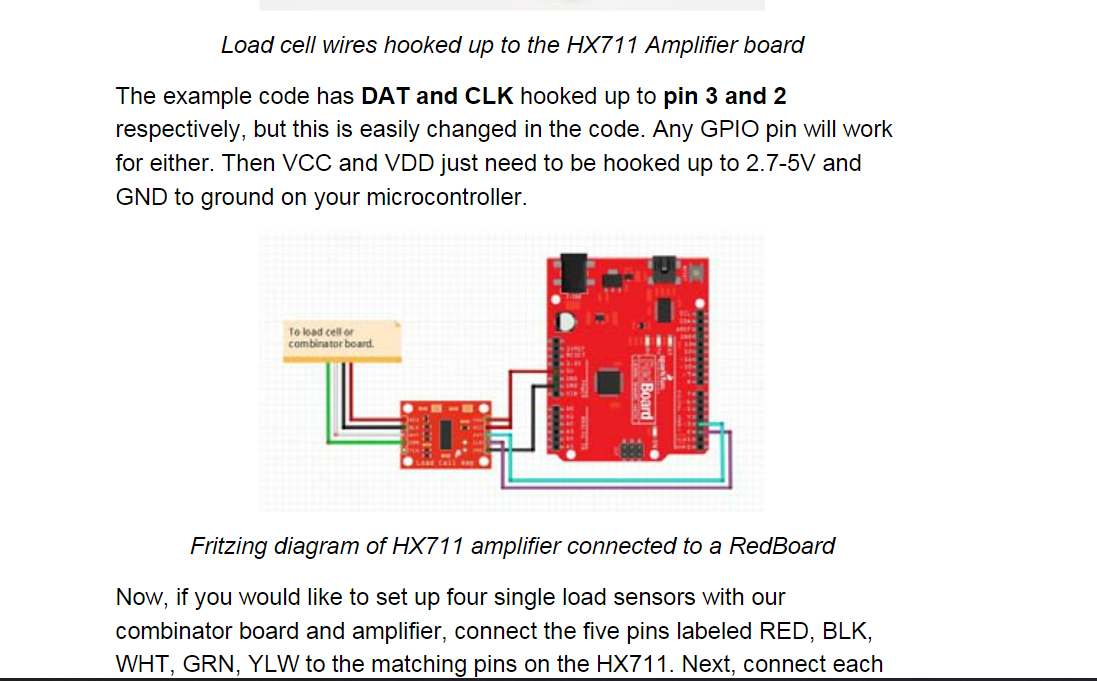 Load cell wires hooked up to the HX711 Amplifier board
The example code has DAT and CLK hooked up to pin 3 and 2
respectively, but this is easily changed in the code. Any GPIO pin will work
for either. Then VCC and VDD just need to be hooked up to 2.7-5V and
GND to ground on your microcontroller.
To load cell or
combinator board.
Load Cell Amp
Board
Fritzing diagram of HX711 amplifier connected to a RedBoard
Now, if you would like to set up four single load sensors with our
combinator board and amplifier, connect the five pins labeled RED, BLK,
WHT, GRN, YLW to the matching pins on the HX711. Next, connect each